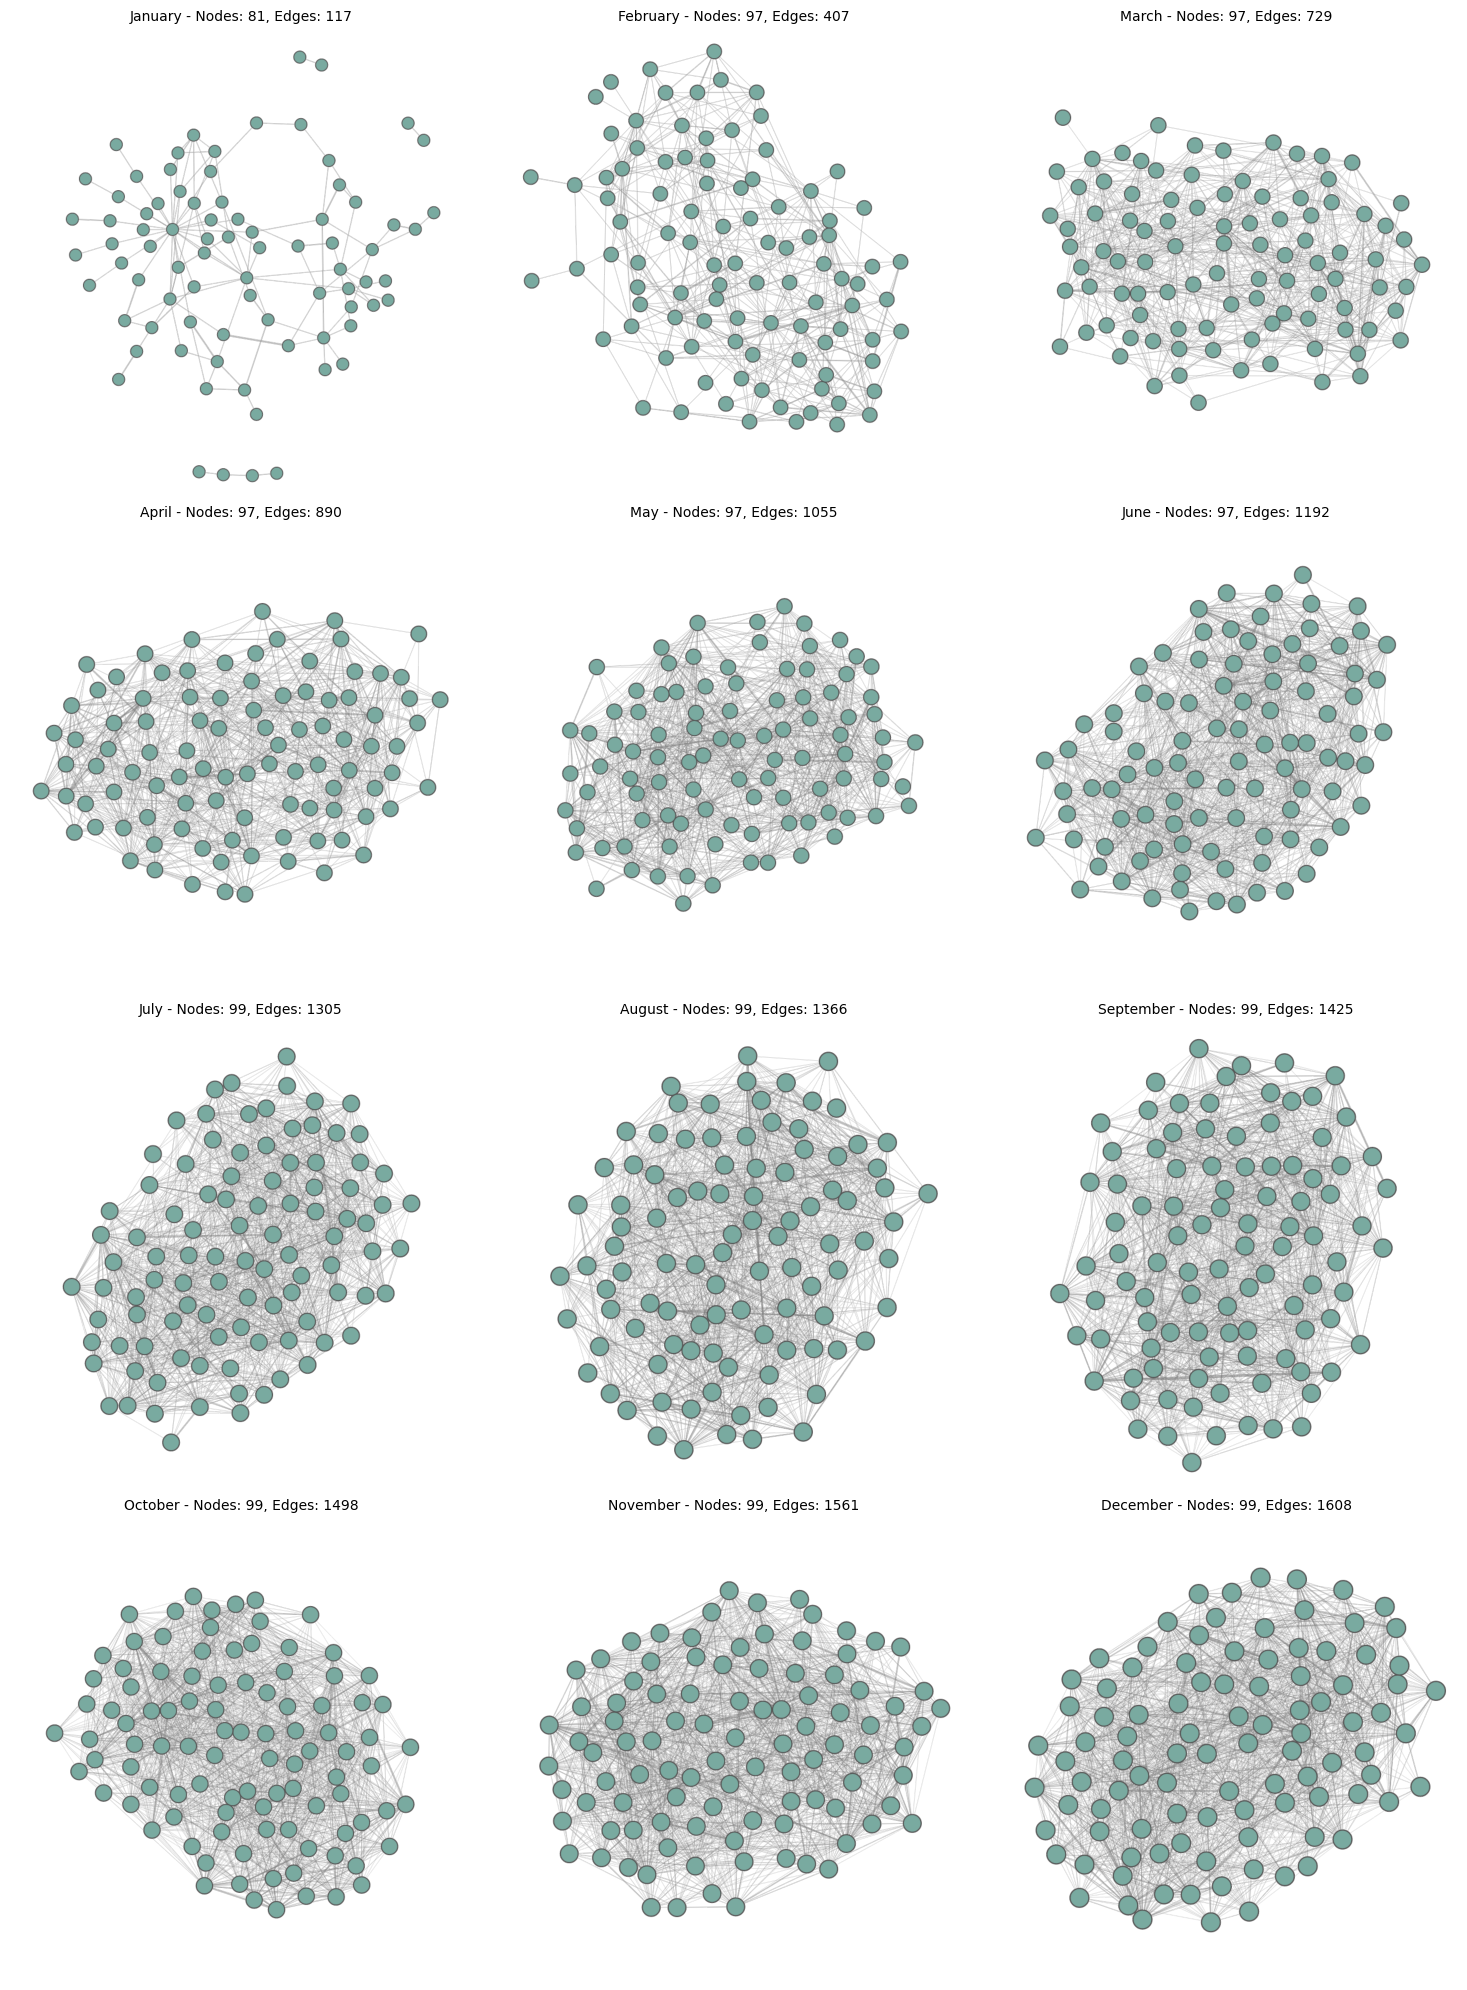 January - Nodes: 81, Edges: 117
February - Nodes: 97, Edges: 407
March - Nodes: 97, Edges: 729
April - Nodes: 97, Edges: 890
May - Nodes: 97, Edges: 1055
June - Nodes: 97, Edges: 1192
July - Nodes: 99, Edges: 1305
August - Nodes: 99, Edges: 1366
September - Nodes: 99, Edges: 1425
October - Nodes: 99, Edges: 1498
November - Nodes: 99, Edges: 1561
December - Nodes: 99, Edges: 1608